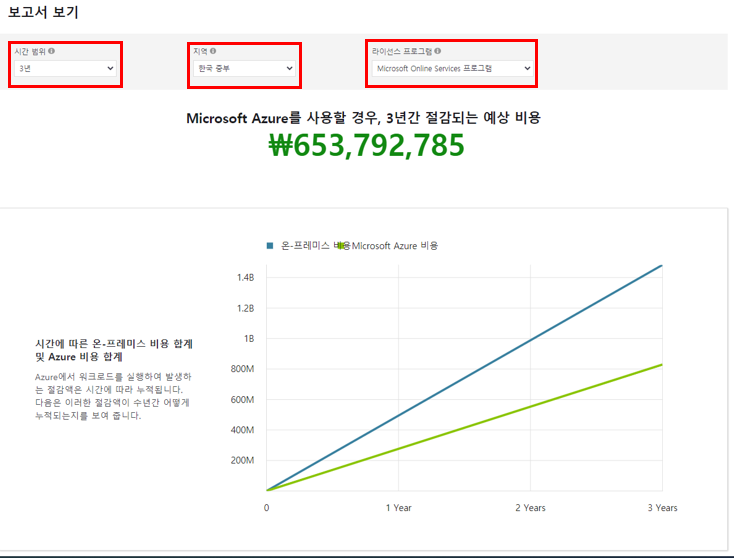 보고서 보기
시간 범위
지역
라이선스 프로그램
3년
한국 중부
Microsoft Online Services 프로그램
Microsoft Azure를 사용할 경우, 3년간 절감되는 예상 비용
₩653,792,785
온-프레미스 비용
Microsoft Azure 비용
시간에 따른 온-프레미스 비용 합계
및 Azure 비용 합계
Azure에서 워크로드를 실행하여 발생하
는 절감액은 시간에 따라 누적됩니다.
다음은 이러한 절감액이 수년간 어떻게
누적되는지를 보여 줍니다.
1.4B
1.2B
1B
800M
600M
400M
200M
0
1 Year
2 Years
3 Years